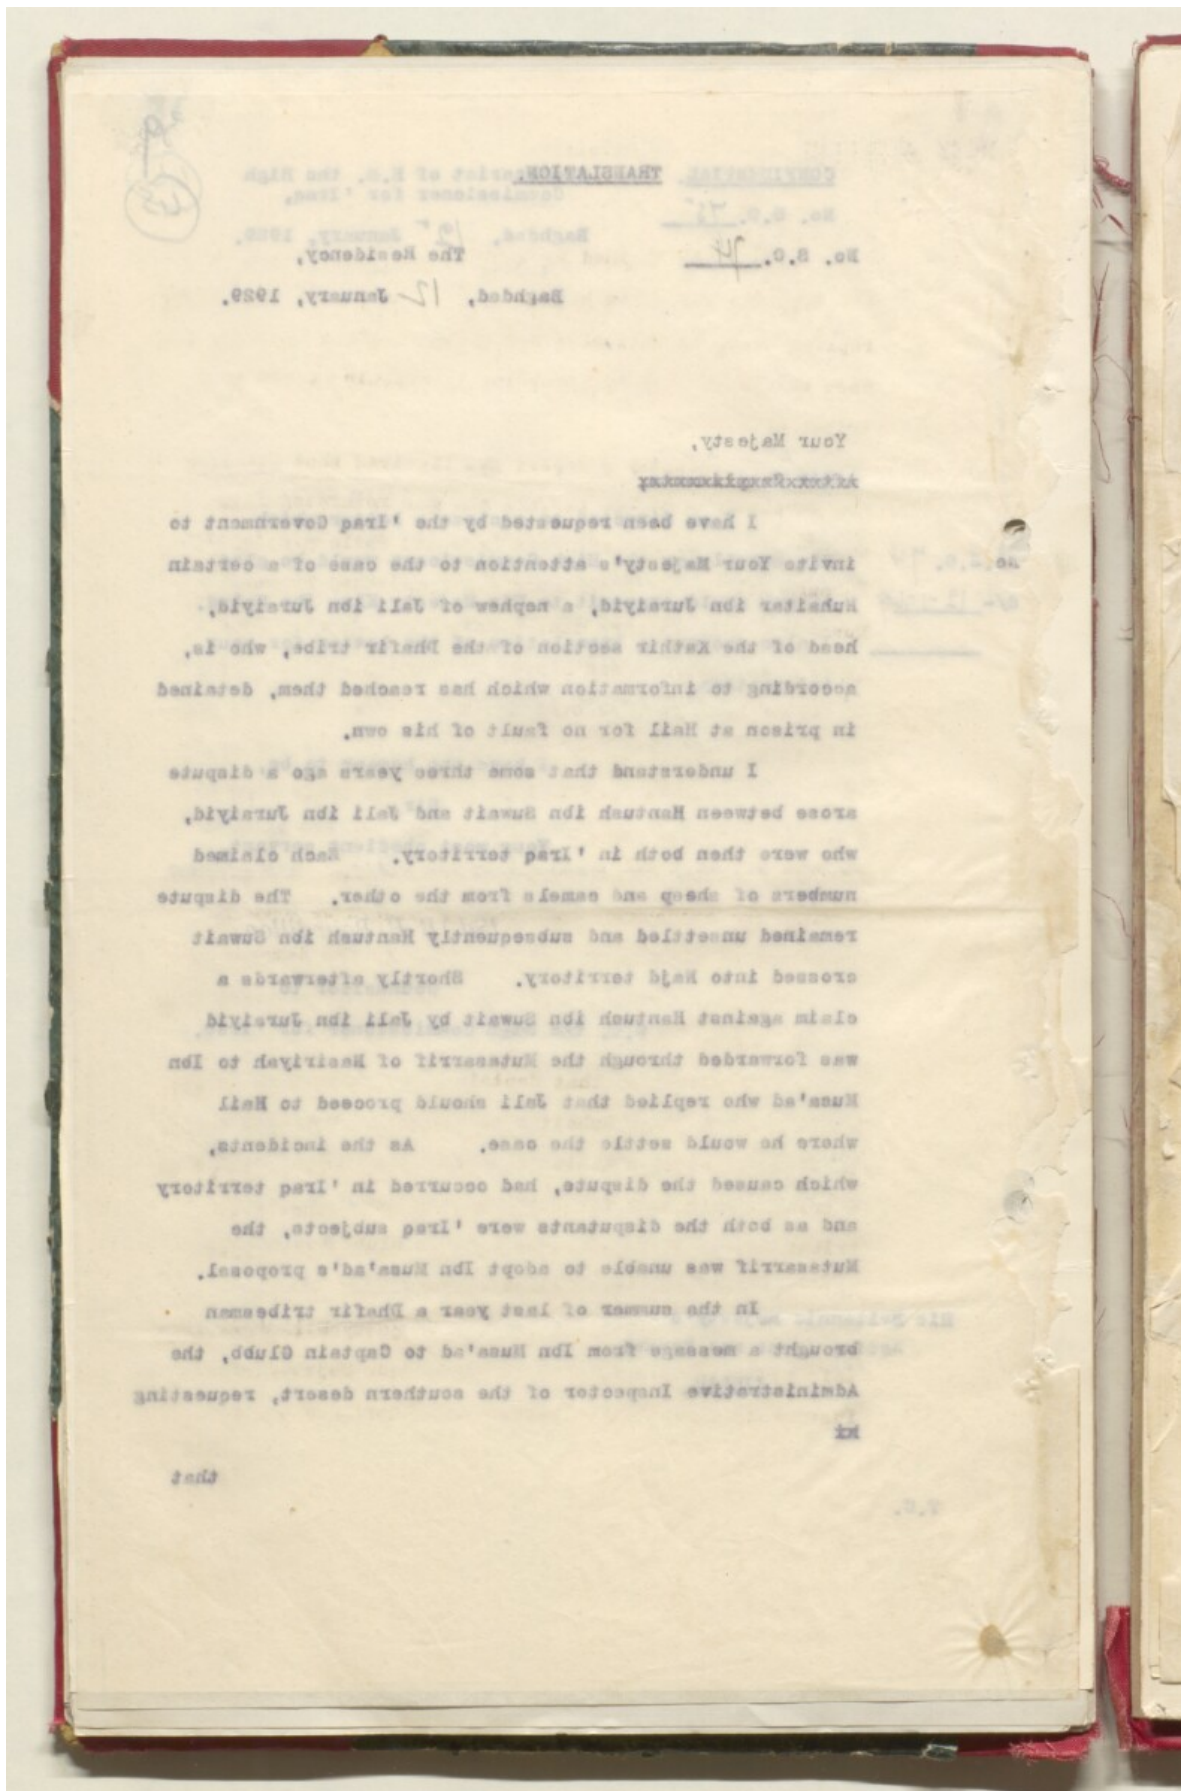 TRANSLATION.
No. S.O. 74
The Residency,
Baghdad, 12 January, 1929.
Your Majesty,
I have been requested by the 'Iraq Government to
invite Your Majesty's attention to the case of a certain
Huhaitar ibn Juraiyid, a nephew of Jali ibn Juraiyid,
head of the Kathir section of the Dhafir tribe, who is,
according to information which has reached them, detained
in prison at Hail for no fault of his own.
I understand that some three years ago a dispute
arose between Hantush ibn Suwait and Jali ibn Juraiyid,
who were then both in 'Iraq territory. Each claimed
numbers of sheep and camels from the other. The dispute
remained unsettled and subsequently Hantush ibn Suwait
crossed into Najd territory. Shortly afterwards a
claim against Hantush ibn Suwait by Jali ibn Juraiyid
was forwarded through the Mutasarrif of Nasiriyah to Ibn
Musa'ad who replied that Jali should proceed to Hail
where he would settle the case. As the incidents,
which caused the dispute, had occurred in 'Iraq territory
and as both the disputants were 'Iraq subjects, the
Mutasarrif was unable to adopt Ibn Musa'ad's proposal.
In the summer of last year a Dhafir tribesman
brought a message from Ibn Musa'ad to Captain Glubb, the
Administrative Inspector of the southern desert, requesting
that